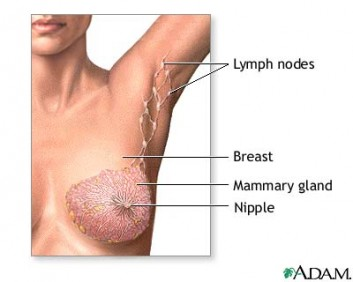 Lymph nodes
Breast
Mammary gland
Nipple
A.D.A.M.